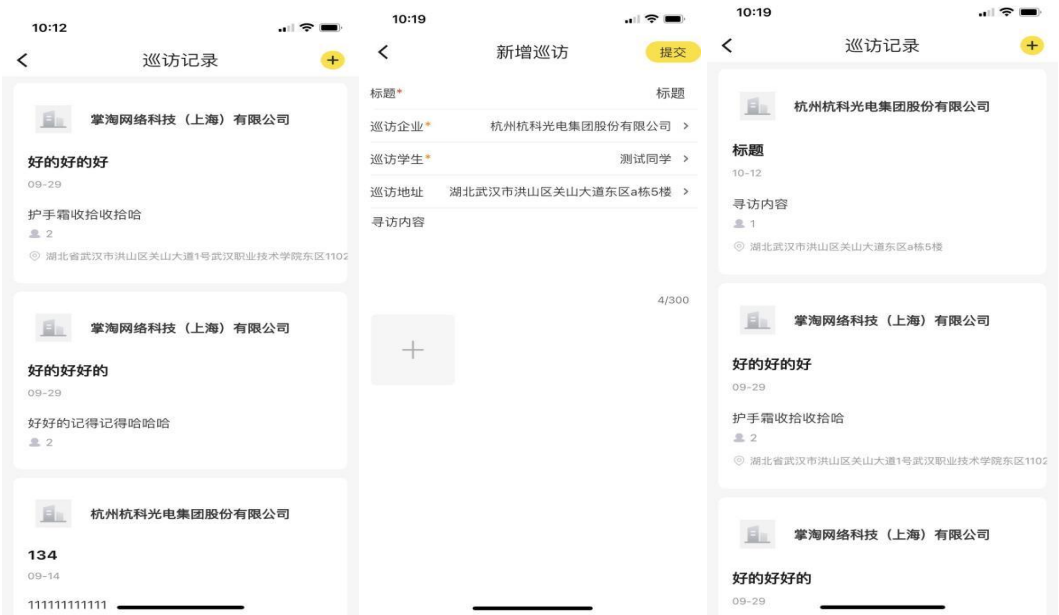 10:12
巡访记录
掌淘网络科技（上海）有限公司
好的好的好
09-29
护手霜收拾收拾哈
2
湖北省武汉市洪山区关山大道1号武汉职业技术学院东区1102
掌淘网络科技（上海）有限公司
好的好好的
09-29
好好的记得记得哈哈哈
2
杭州杭科光电集团股份有限公司
134
09-14
111111111111
10:19
新增巡访
提交
标题* 标题
巡访企业* 杭州杭科光电集团股份有限公司
巡访学生* 测试同学
巡访地址 湖北武汉市洪山区关山大道东区a栋5楼
寻访内容
4/300
10:19
巡访记录
杭州杭科光电集团股份有限公司
标题
10-12
寻访内容
1
湖北武汉市洪山区关山大道东区a栋5楼
掌淘网络科技（上海）有限公司
好的好的好
09-29
护手霜收拾收拾哈
2
湖北省武汉市洪山区关山大道1号武汉职业技术学院东区1102
掌淘网络科技（上海）有限公司
好的好好的
09-29